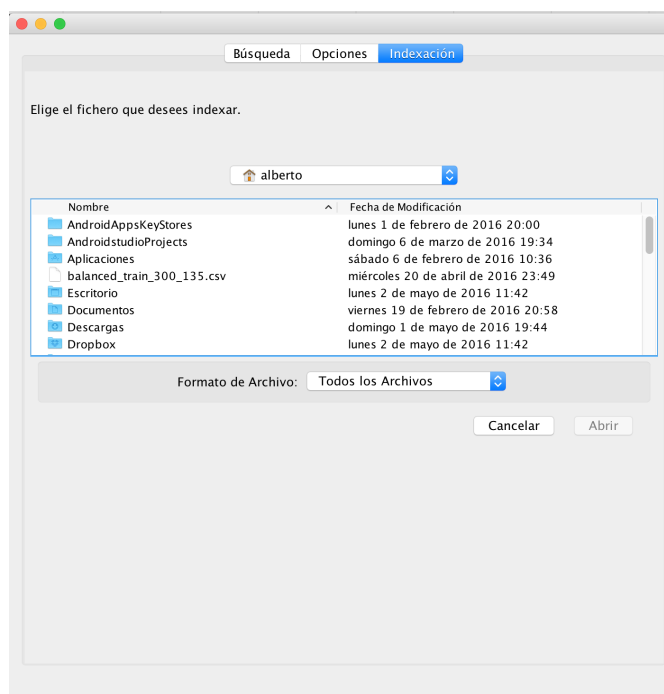 Búsqueda Opciones Indexación
Elige el fichero que desees indexar.
alberto
Nombre Fecha de Modificación
AndroidAppsKeyStores lunes 1 de febrero de 2016 20:00
AndroidstudioProjects domingo 6 de marzo de 2016 19:34
Aplicaciones sábado 6 de febrero de 2016 10:36
balanced_train_300_135.csv miércoles 20 de abril de 2016 23:49
Escritorio lunes 2 de mayo de 2016 11:42
Documentos viernes 19 de febrero de 2016 20:58
Descargas domingo 1 de mayo de 2016 19:44
Dropbox lunes 2 de mayo de 2016 11:42
Formato de Archivo: Todos los Archivos
Cancelar Abrir